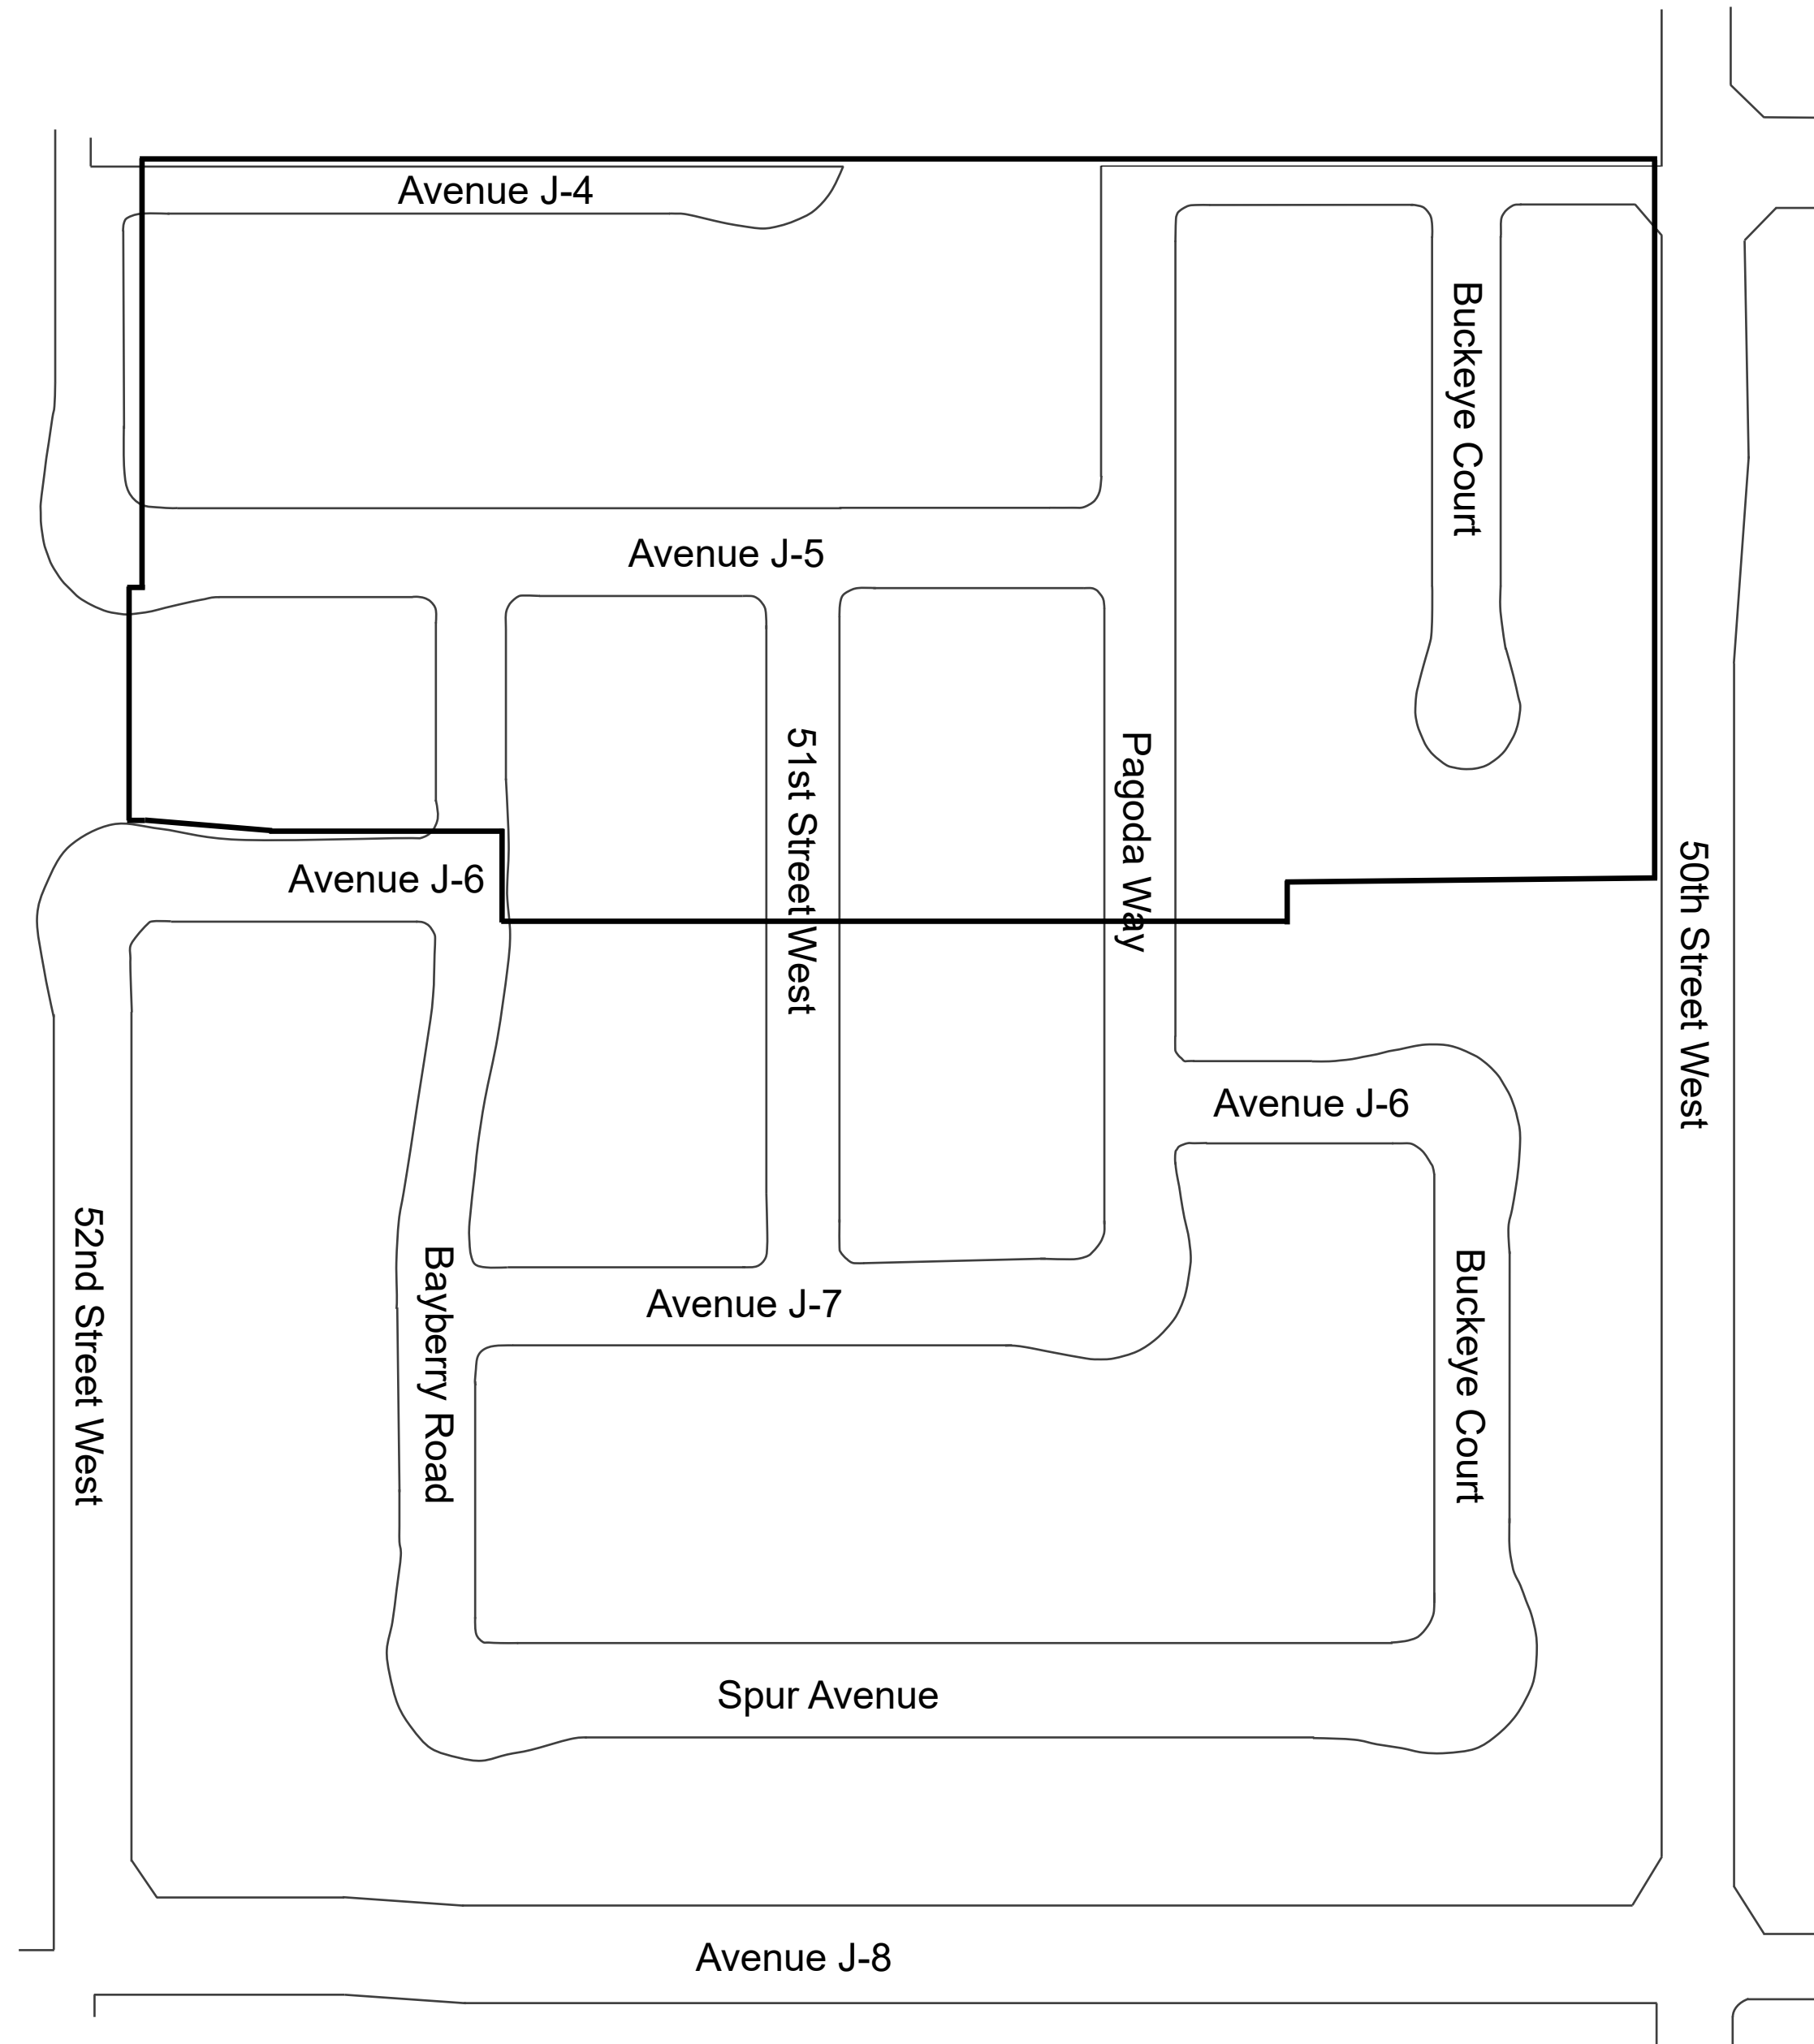 Avenue J-4
Buckeye Court
Avenue J-5
51st Street West
Pagoda Way
50th Street West
Avenue J-6
Avenue J-6
52nd Street West
Bayberry Road
Avenue J-7
Buckeye Court
Spur Avenue
Avenue J-8